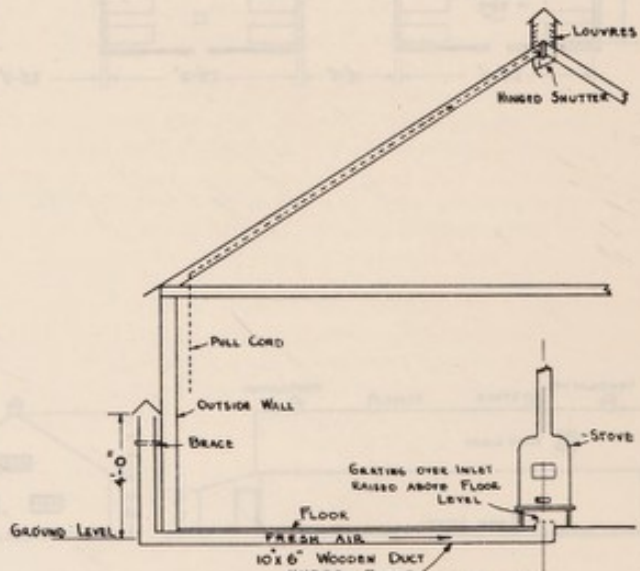 LOUVRES
HINGED SHUTTER
PULL CORD
OUTSIDE WALL
BRACE
4'-0"
STOVE
GRATING OVER INLET
RAISED ABOVE FLOOR
LEVEL
FLOOR
GROUND LEVEL
FRESH AIR
10"x 6" WOODEN DUCT